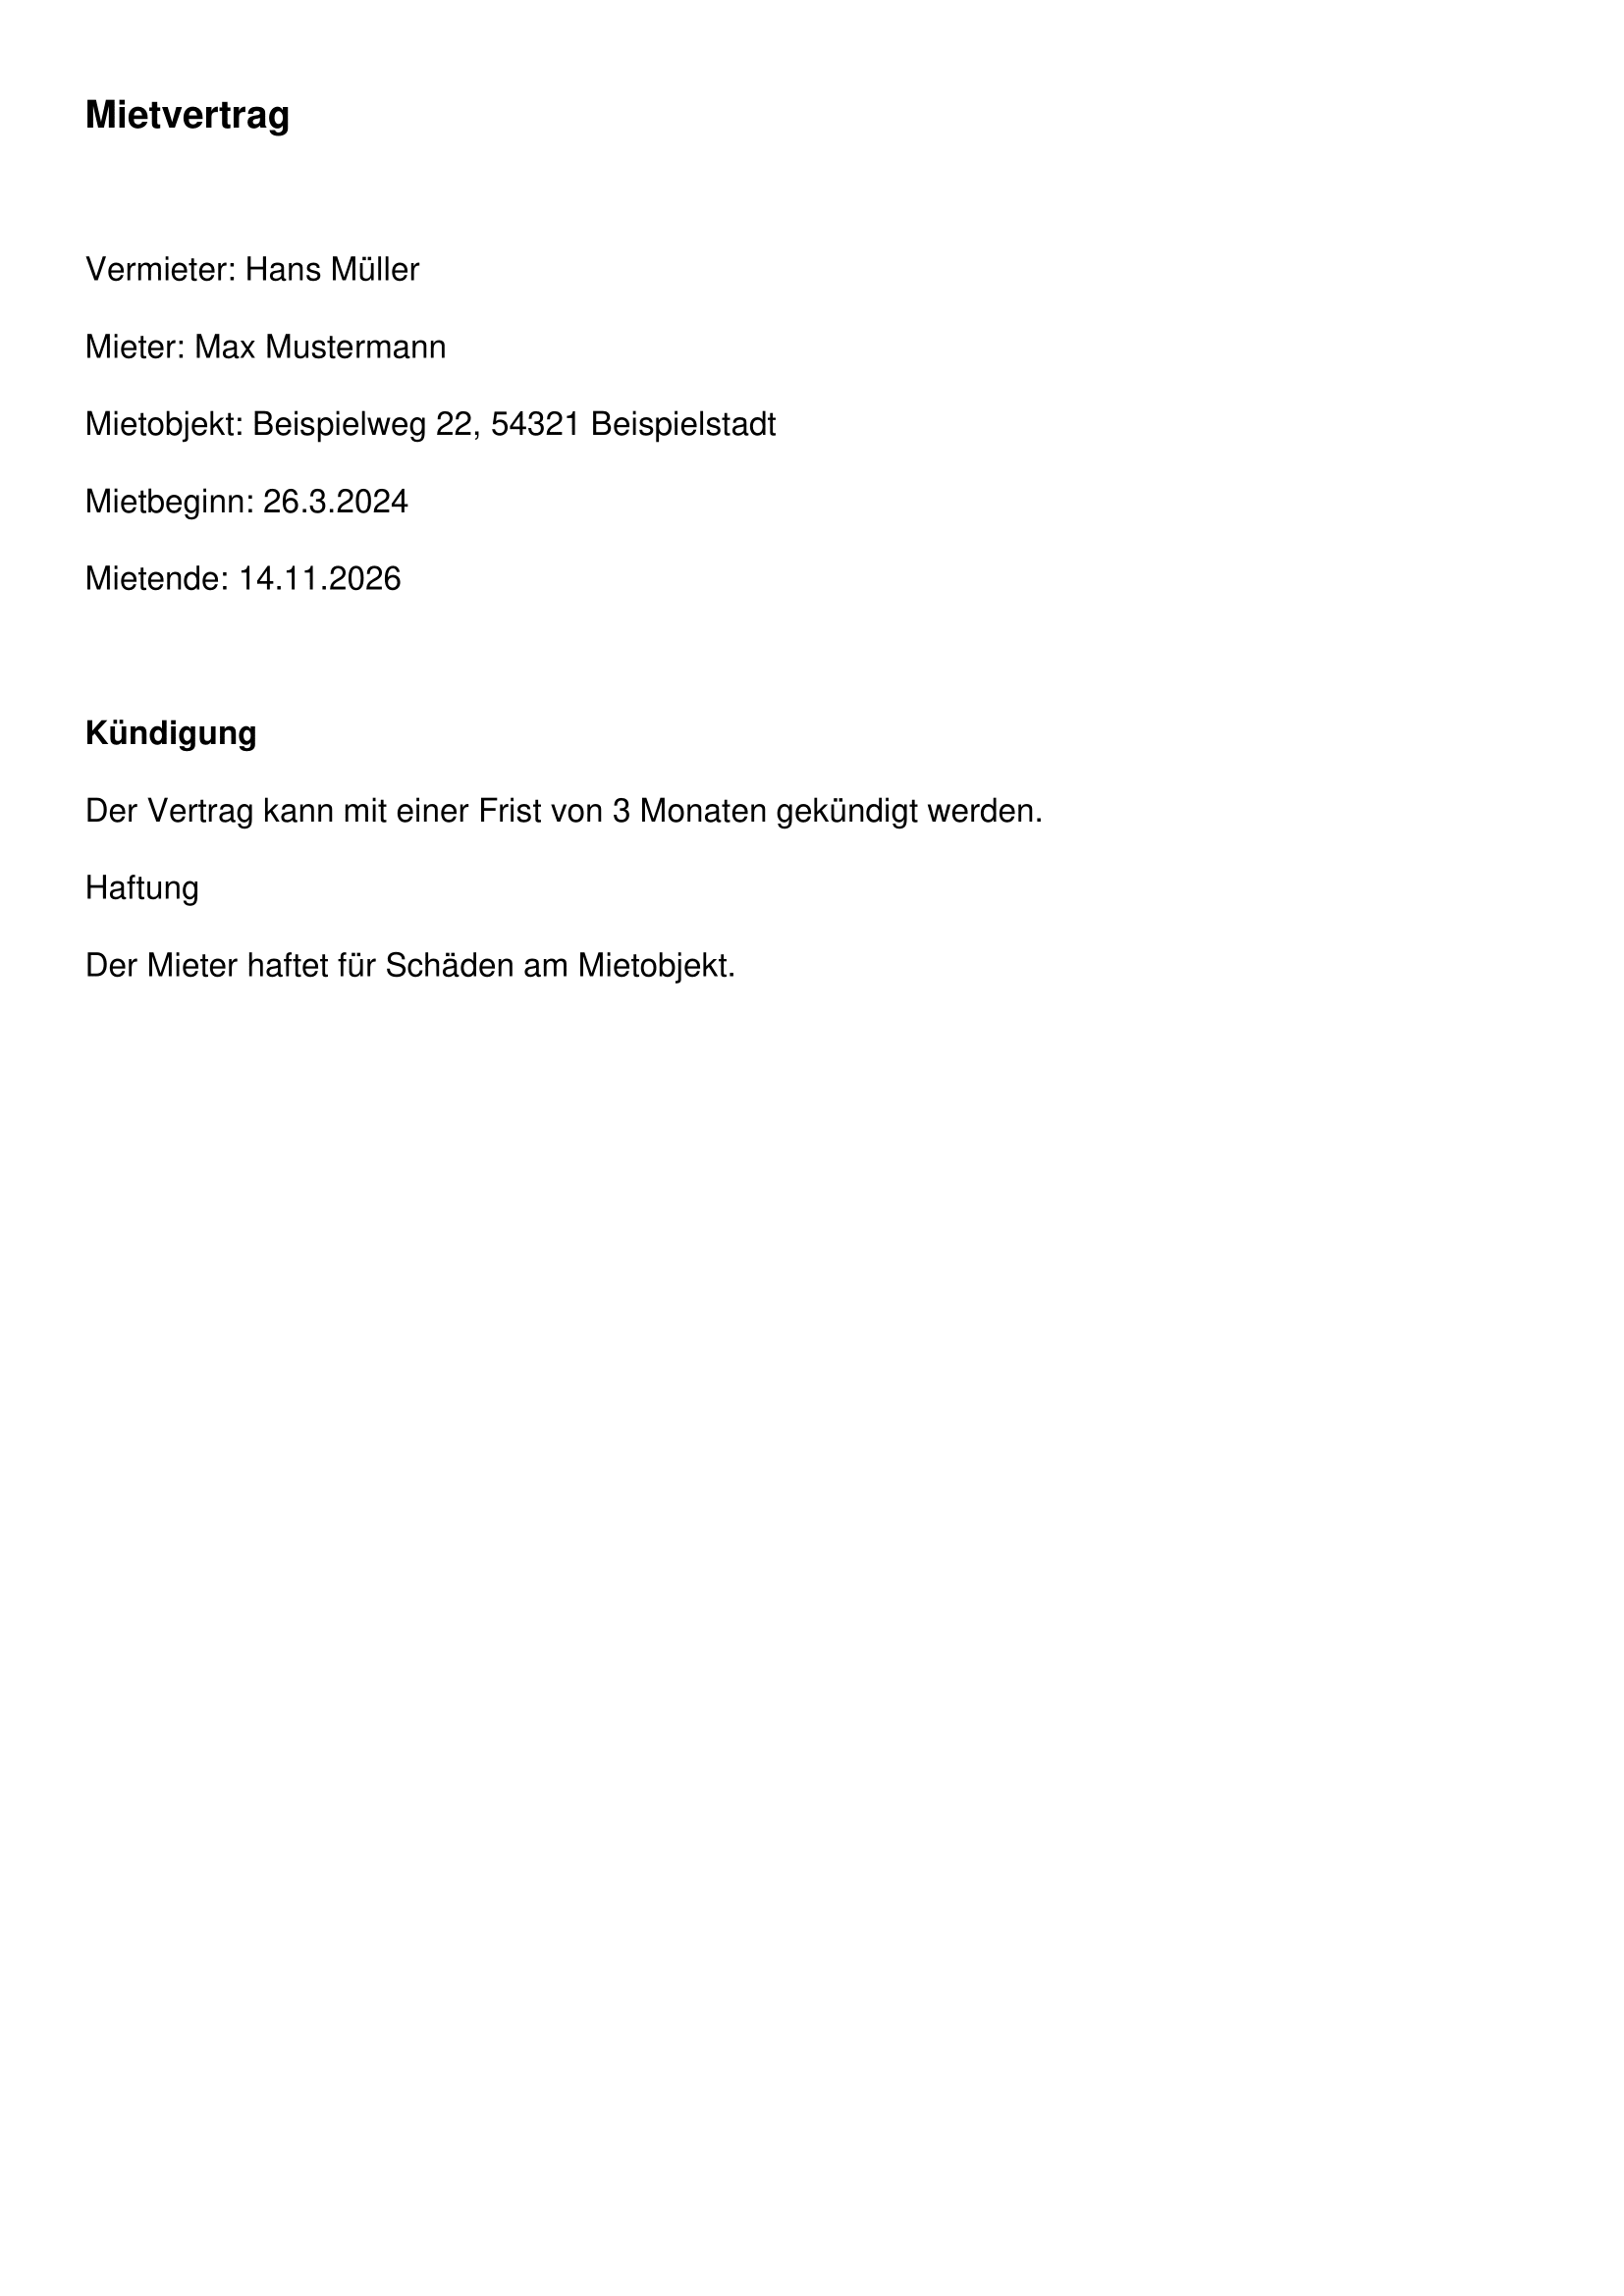 Mietvertrag
Vermieter: Hans Müller
Mieter: Max Mustermann
Mietobjekt: Beispielweg 22, 54321 Beispielstadt
Mietbeginn: 26.3.2024
Mietende: 14.11.2026
Kündigung
Der Vertrag kann mit einer Frist von 3 Monaten gekündigt werden.
Haftung
Der Mieter haftet für Schäden am Mietobjekt.